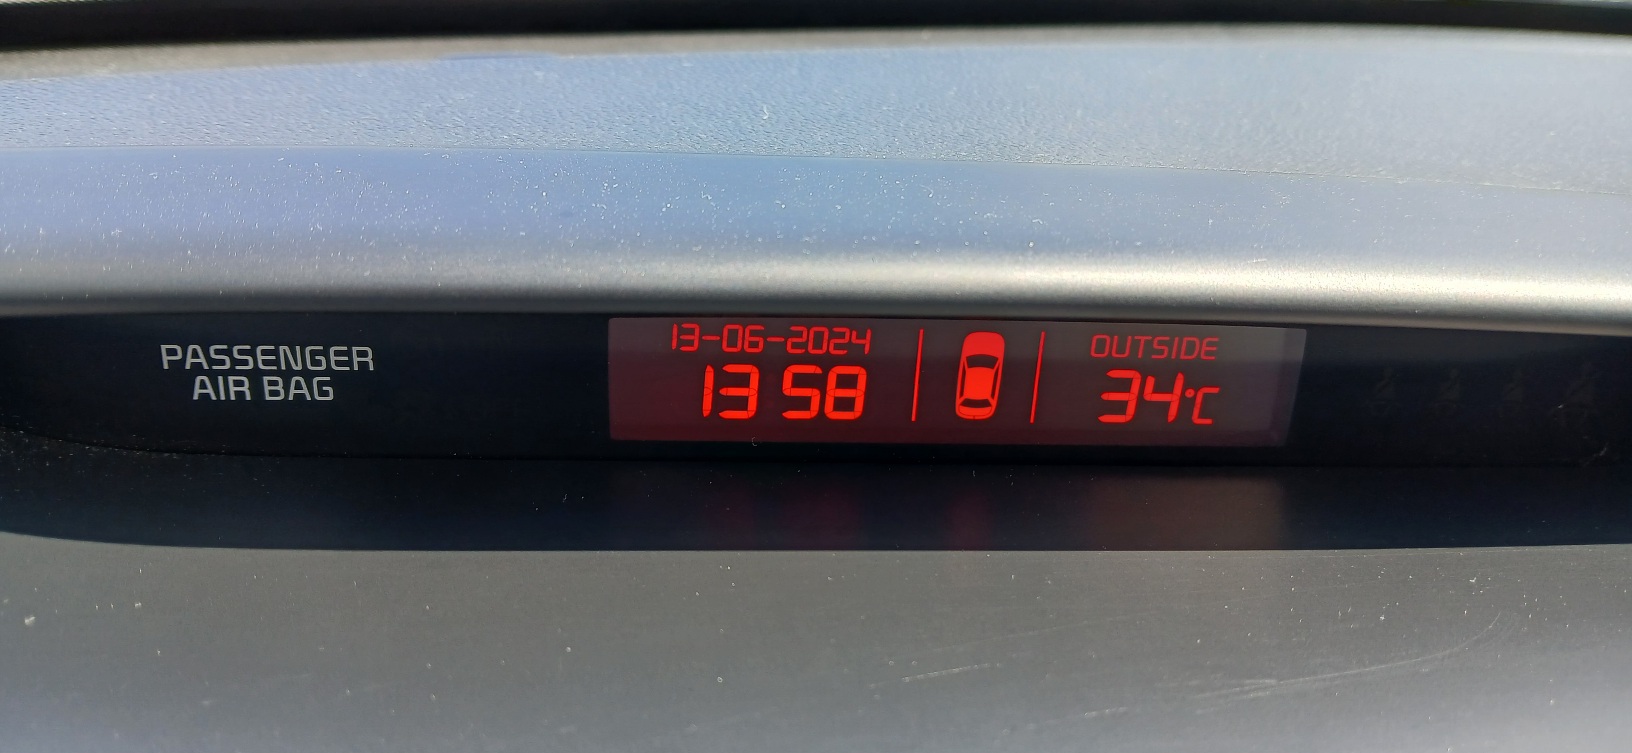 PASSENGER
AIR BAG
13-06-2024
13 58
OUTSIDE
34°C